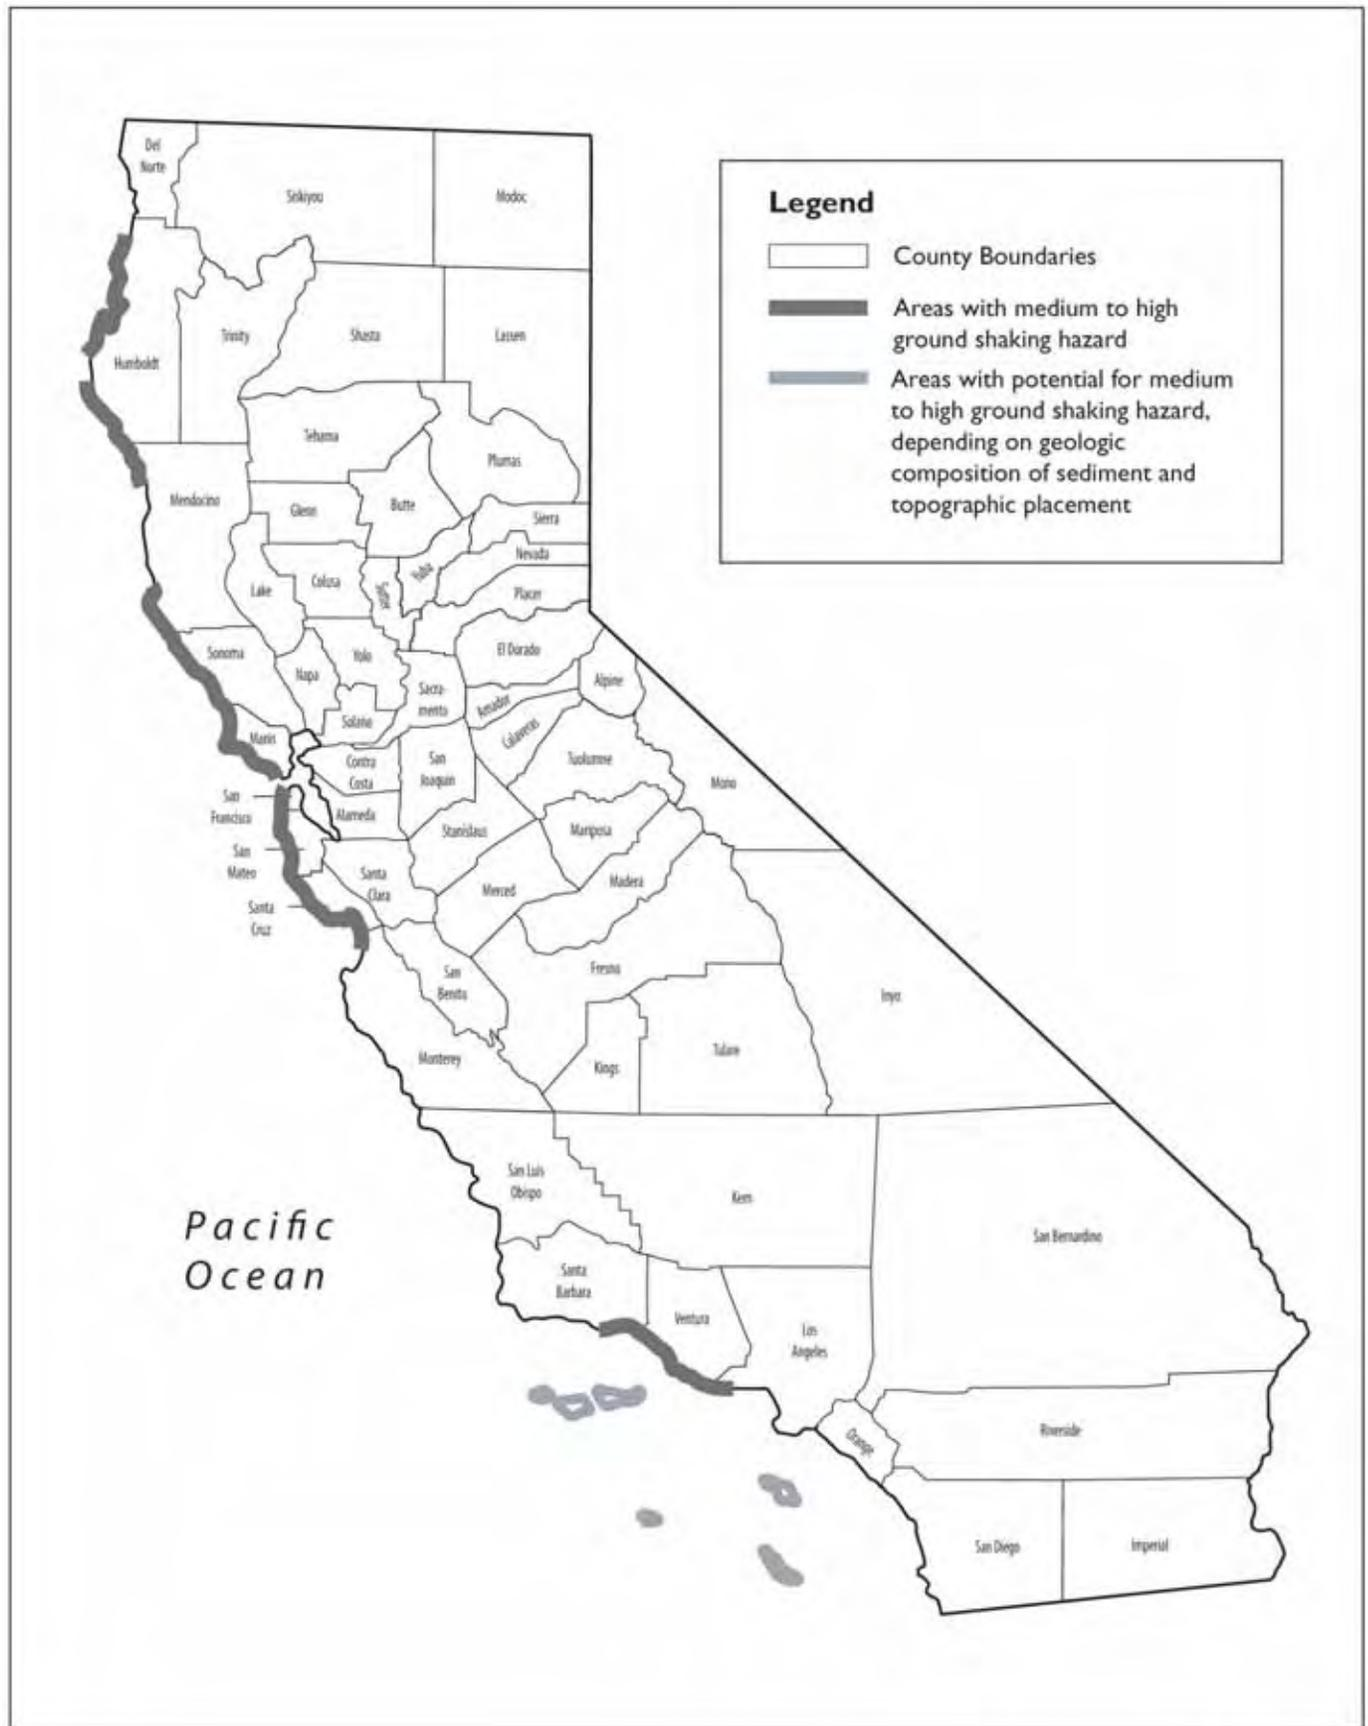 Legend
County Boundaries
Areas with medium to high
ground shaking hazard
Areas with potential for medium
to high ground shaking hazard,
depending on geologic
composition of sediment and
topographic placement
Del
Norte
Siskiyou
Modoc
Humboldt
Trinity
Shasta
Lassen
Tehama
Plumas
Mendocino
Glenn
Butte
Sierra
Nevada
Lake
Colusa
Sutter
Yuba
Placer
Sonoma
Napa
Yolo
El Dorado
Sacra-
mento
Alpine
Amador
Solano
Calaveras
Marin
Contra
Costa
San
Joaquin
Tuolumne
Mono
San
Francisco
Alameda
Stanislaus
Mariposa
San
Mateo
Santa
Clara
Merced
Madera
Santa
Cruz
San
Benito
Fresno
Inyo
Monterey
Kings
Tulare
San Luis
Obispo
Kern
San Bernardino
Pacific
Ocean
Santa
Barbara
Ventura
Los
Angeles
Orange
Riverside
San Diego
Imperial